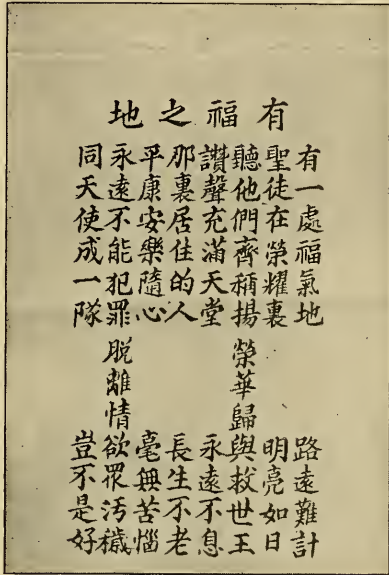 有福之地
有一處福氣地 路遠難計
聖徒在榮耀裏 明亮如日
聽他們齊稱揚 榮華歸與救世王
讚聲充滿天堂 永遠不息
那裏居住的人 長生不老
平康安樂隨心 毫無苦惱
永遠不能犯罪 脫離情欲眾污穢
同天使成一隊 豈不是好